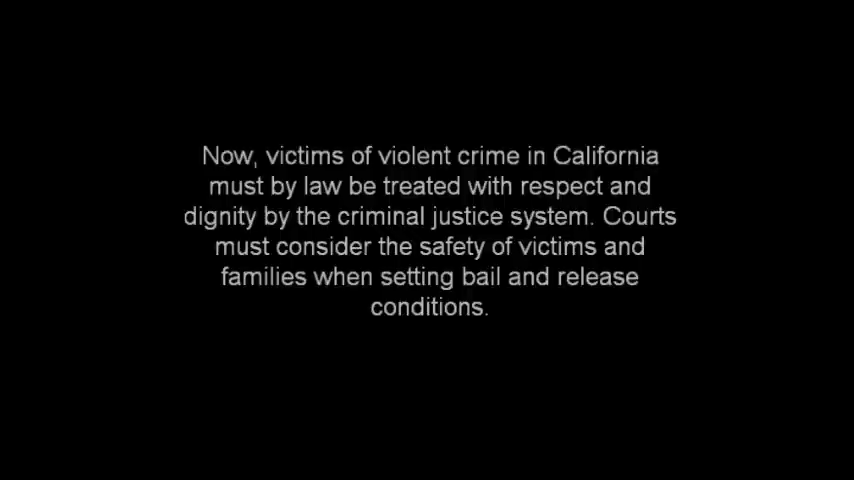 Now, victims of violent crime in California
must by law be treated with respect and
dignity by the criminal justice system. Courts
must consider the safety of victims and
families when setting bail and release
conditions.